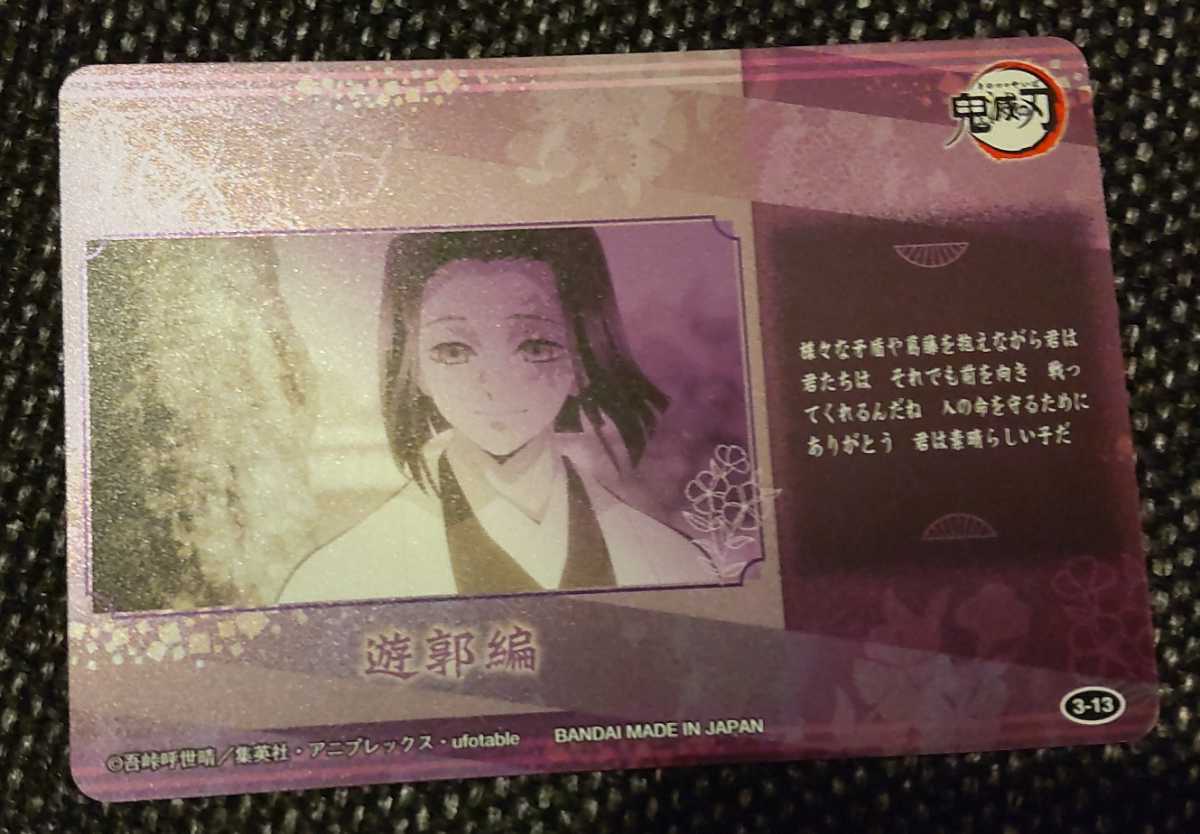 鬼滅の刃
様々な矛盾や葛藤を抱えながら君は
君たちは それでも前を向き 戦っ
てくれるんだね 人の命を守るために
ありがとう 君は素晴らしい子だ
遊郭編
3-13
©吾峠呼世晴／集英社・アニプレックス・ufotable BANDAI MADE IN JAPAN